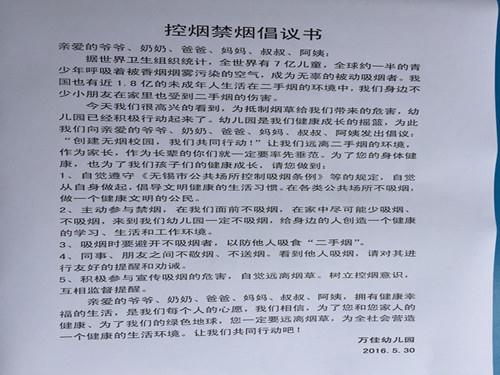 控烟禁烟倡议书
亲爱的爷爷、奶奶、爸爸、妈妈、叔叔、阿姨：
据世界卫生组织统计，全世界有7亿儿童，全球约一半的青
少年呼吸着被香烟烟雾污染的空气，成为无辜的被动吸烟者。我
国也有近1.8亿的未成年人生活在二手烟的环境中，我们身边不
少小朋友在家里也受到二手烟的伤害。
今天我们很高兴的看到，为抵制烟草给我们带来的危害，幼
儿园已经积极行动起来了。幼儿园是我们健康成长的摇篮，为此
我们向亲爱的爷爷、奶奶、爸爸、妈妈、叔叔、阿姨发出倡议：
“创建无烟校园，我们共同行动！”让我们远离二手烟的环境，
作为家长，作为长辈的你们就一定要率先垂范。为了您的身体健
康，也为了我们孩子们的健康成长，请您做到：
1、自觉遵守《无锡市公共场所控制吸烟条例》等的规定，自觉
从自身做起，倡导文明健康的生活习惯。在各类公共场所不吸烟，
做一个健康文明的公民。
2、主动参与禁烟，在我们面前不吸烟，在家中尽可能少吸烟、
不吸烟，来到我们幼儿园一定不吸烟，给身边的人创造一个健康
的学习、生活和工作环境。
3、吸烟时要避开不吸烟者，以防他人吸食“二手烟”。
4、同事、朋友之间不敬烟、不送烟。看到他人吸烟，请对其进
行友好的提醒和劝诫。
5、积极参与宣传吸烟的危害，自觉远离烟草。树立控烟意识，
互相监督提醒。
亲爱的爷爷、奶奶、爸爸、妈妈、叔叔、阿姨，拥有健康幸
福的生活，是我们每个人的心愿，我们相信，为了您和您家人的
健康、为了我们的绿色地球，您一定要远离烟草，为全社会营造
一个健康的生活环境。让我们共同行动吧！
万佳幼儿园
2016.5.30